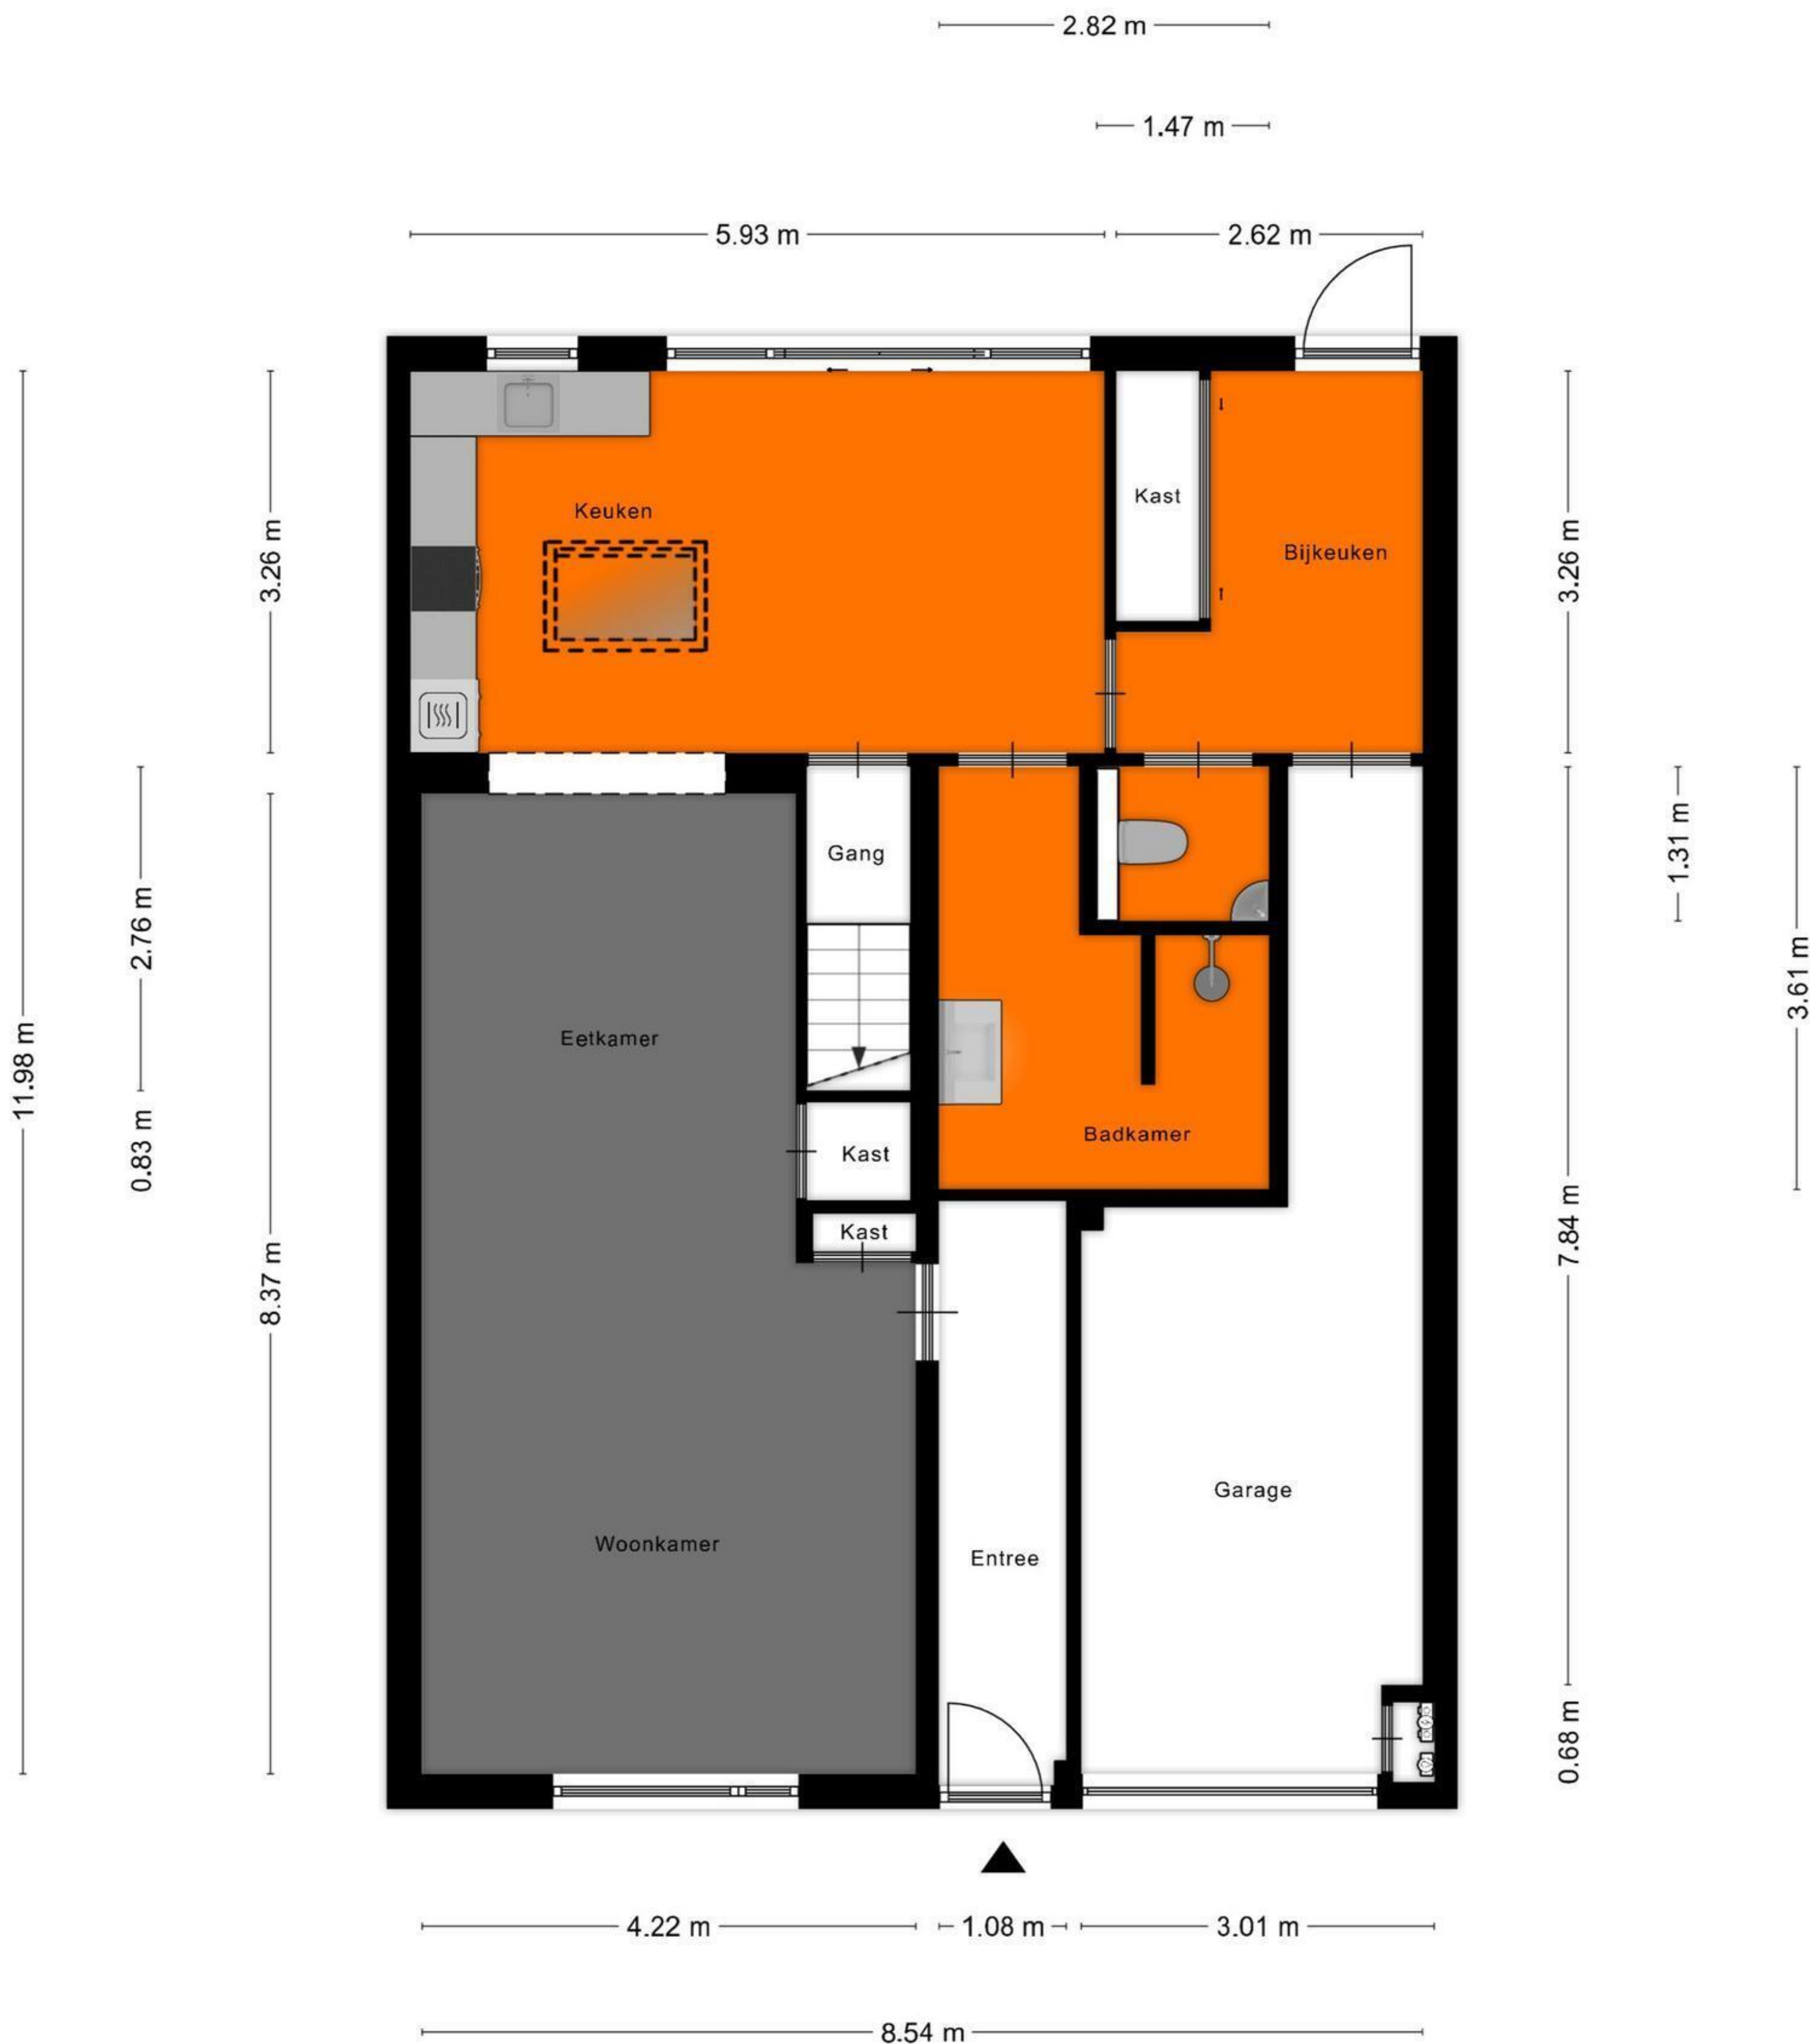 2.82 m
1.47 m
5.93 m
2.62 m
Keuken
Kast
Bijkeuken
3.26 m
3.26 m
Gang
1.31 m
2.76 m
3.61 m
Eetkamer
11.98 m
Badkamer
0.83 m
Kast
Kast
7.84 m
8.37 m
Garage
Woonkamer
Entree
0.68 m
4.22 m
1.08 m
3.01 m
8.54 m